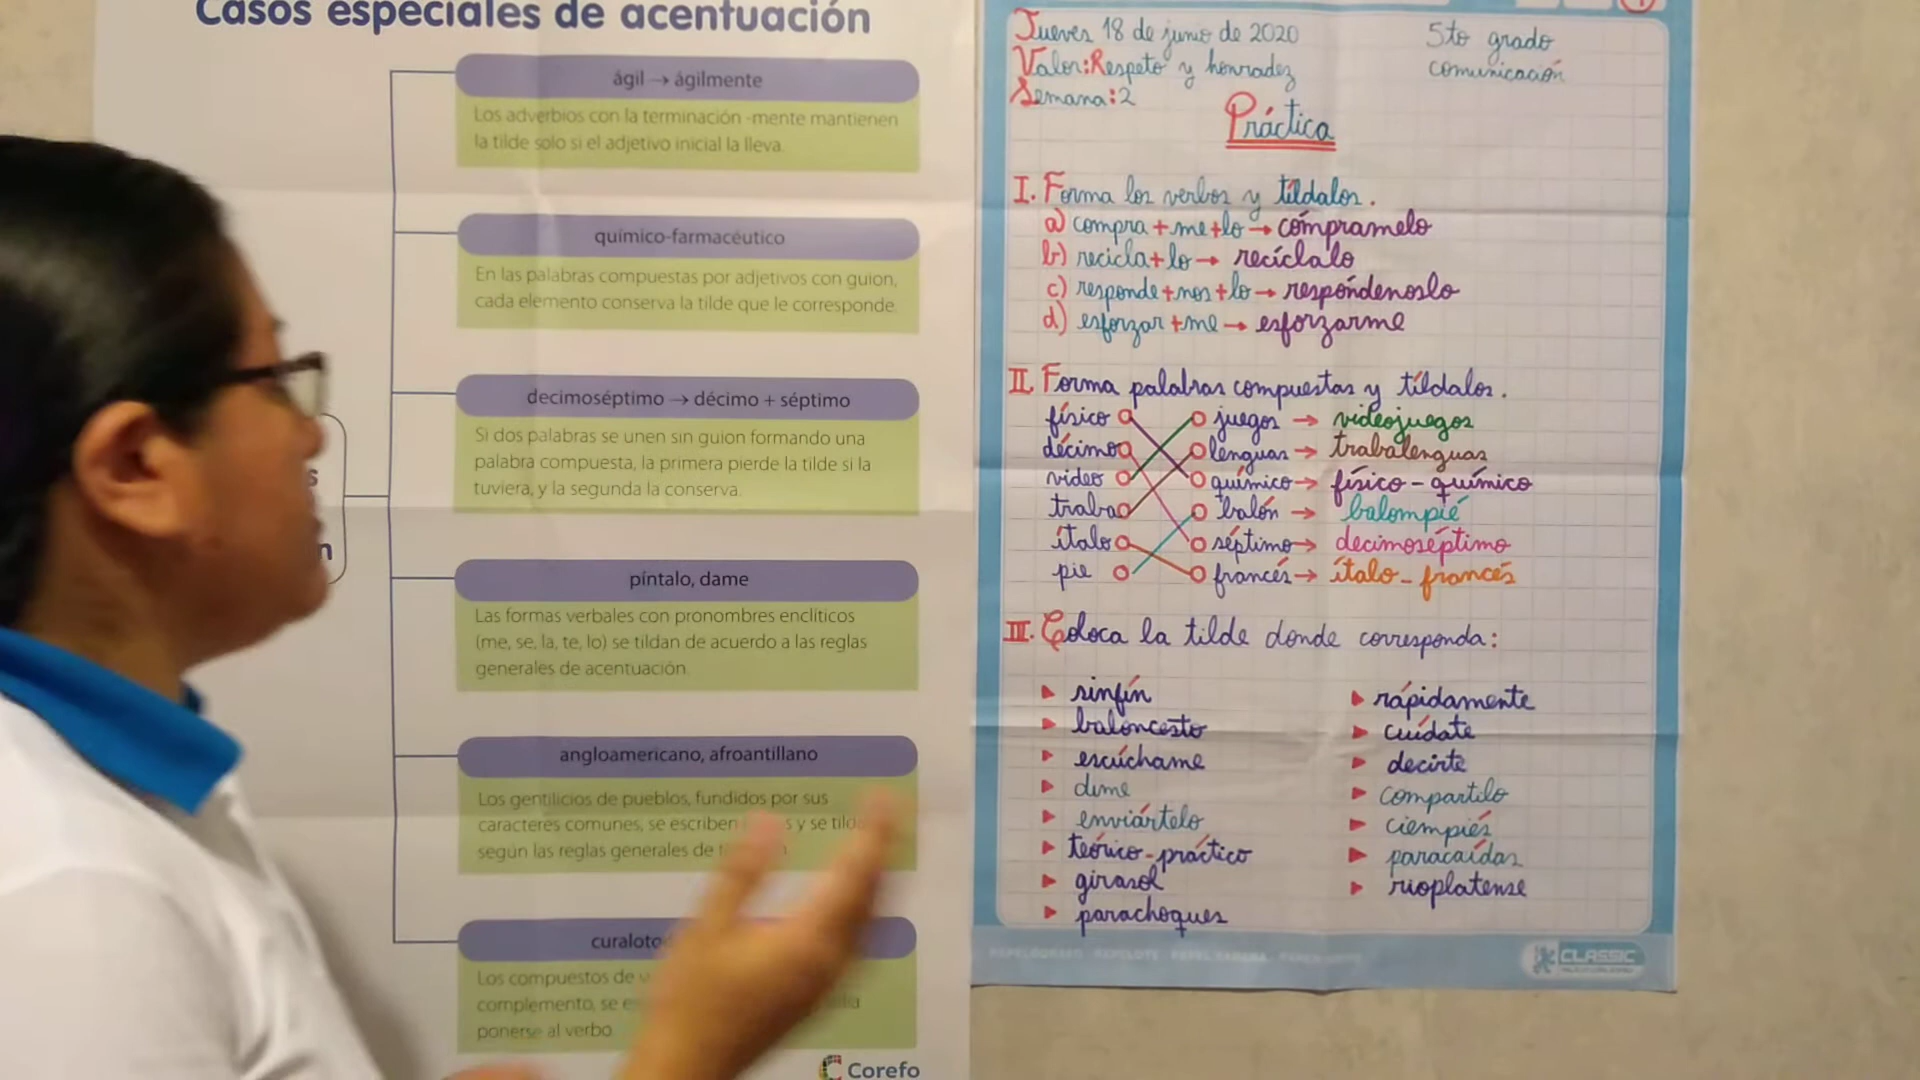 Casos especiales de acentuación
ágil → ágilmente
Los adverbios con la terminación -mente mantienen
la tilde solo si el adjetivo inicial la lleva.
químico-farmacéutico
En las palabras compuestas por adjetivos con guion,
cada elemento conserva la tilde que le corresponde.
decimoséptimo → décimo + séptimo
Si dos palabras se unen sin guion formando una
palabra compuesta, la primera pierde la tilde si la
tuviera, y la segunda la conserva.
píntalo, dame
Las formas verbales con pronombres enclíticos
(me, se, la, te, lo) se tildan de acuerdo a las reglas
generales de acentuación.
angloamericano, afroantillano
Los gentilicios de pueblos, fundidos por sus
caracteres comunes, se escriben y se
según las reglas generales de
Los compuestos de
complemento, se
ponerse al verbo.
Corefo
Jueves 18 de junio de 2020
5to grado
Valor: Respeto y honradez
comunicación
Semana: 2
Práctica
I. Forma los verbos y tíldalos.
a) compra + me + lo → cómpramelo
b) recicla + lo → recíclalo
c) responde + nos + lo → respóndenoslo
d) esforzar + me → esforzarme
II. Forma palabras compuestas y tíldalos.
físico juegos → videojuegos
décimo lenguas → trabalenguas
video químico → físico - químico
traba balón → balompié
ítalo séptimo → decimoséptimo
pie francés → ítalo - francés
III. Coloca la tilde donde corresponda:
sinfín rápidamente
baloncesto cuídate
escúchame decirte
dime compartilo
enviártelo ciempiés
teórico - práctico paracaídas
girasol rioplatense
parachoques
CLASSIC